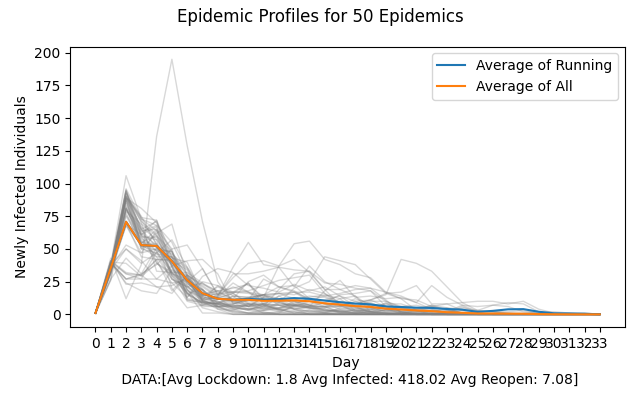 Epidemic Profiles for 50 Epidemics
Average of Running
Average of All
Newly Infected Individuals
200
175
150
125
100
75
50
25
0
0 1 2 3 4 5 6 7 8 9 10 11 12 13 14 15 16 17 18 19 20 21 22 23 24 25 26 27 28 29 30 31 32 33
Day
DATA:[Avg Lockdown: 1.8 Avg Infected: 418.02 Avg Reopen: 7.08]